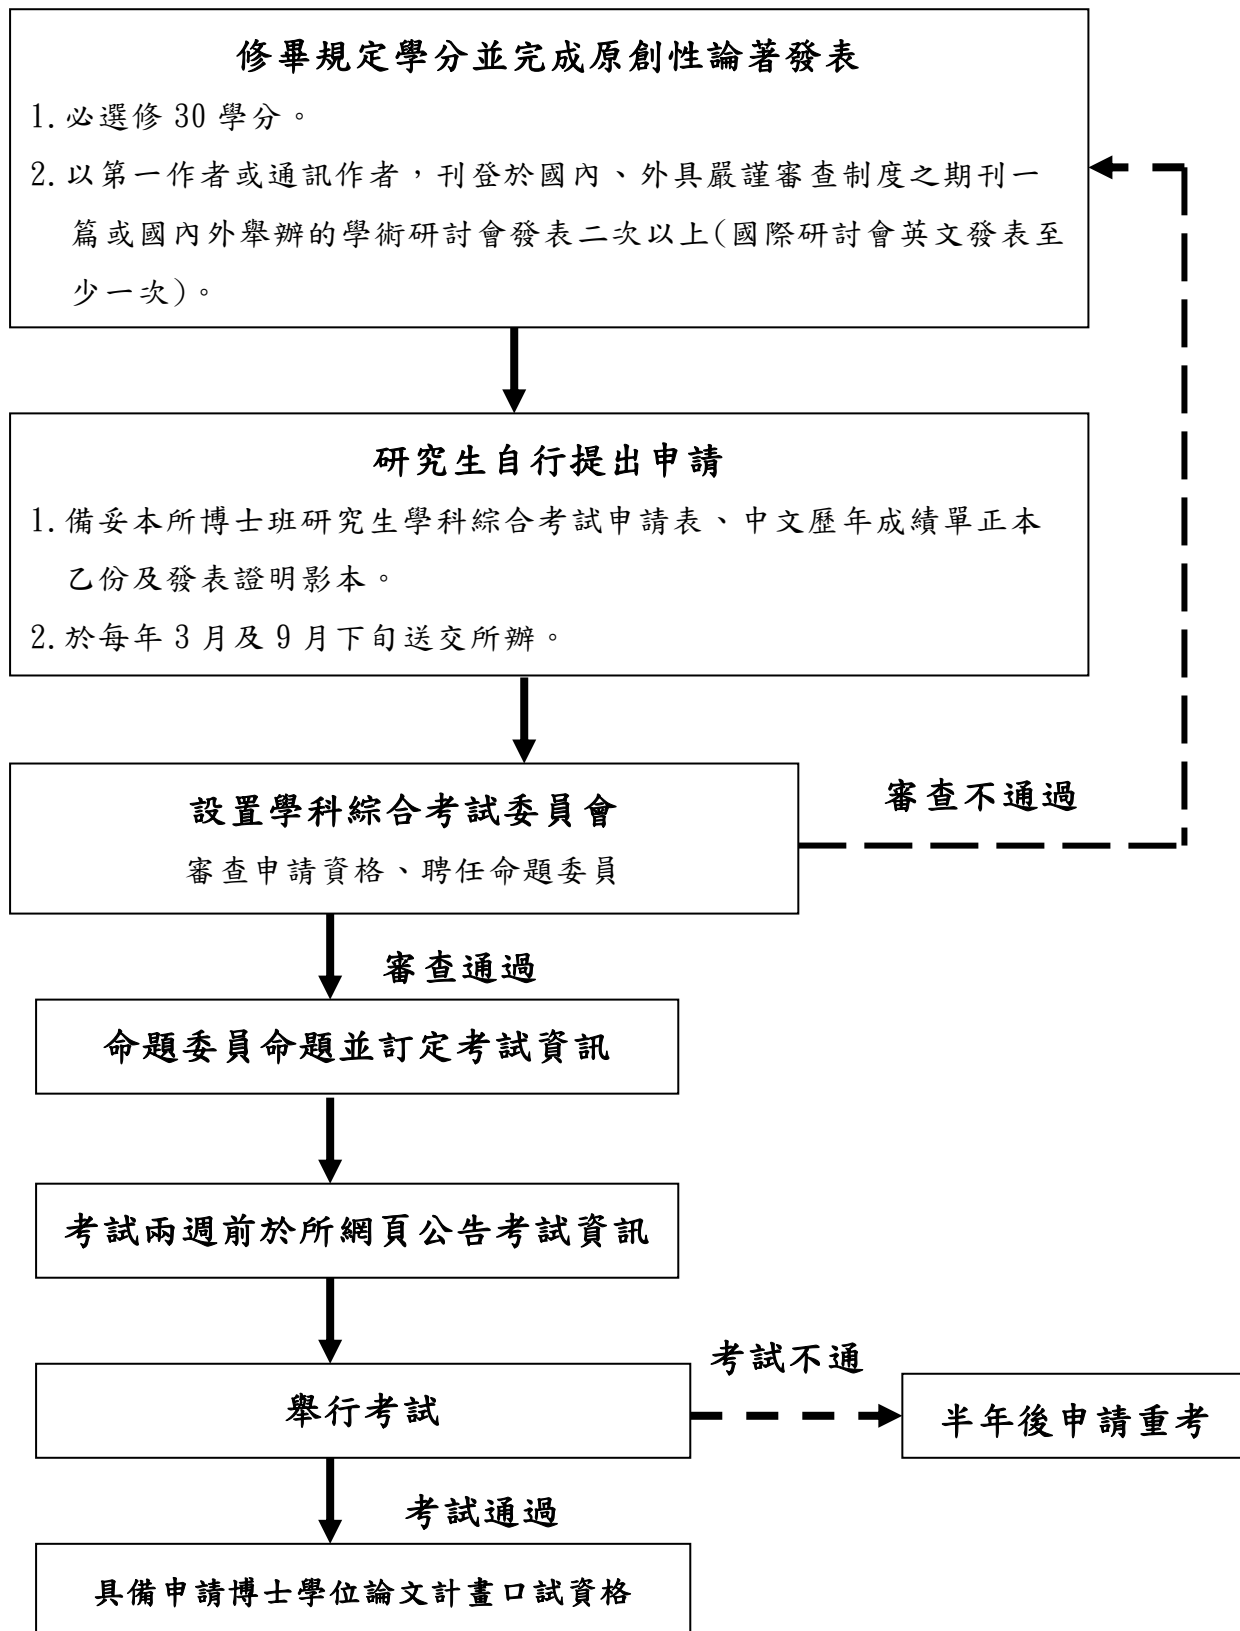 修畢規定學分並完成原創性論著發表
1.必選修 30 學分。
2.以第一作者或通訊作者，刊登於國內、外具嚴謹審查制度之期刊一
篇或國內外舉辦的學術研討會發表二次以上(國際研討會英文發表至
少一次)。
研究生自行提出申請
1.備妥本所博士班研究生學科綜合考試申請表、中文歷年成績單正本
乙份及發表證明影本。
2.於每年 3 月及 9 月下旬送交所辦。
設置學科綜合考試委員會
審查申請資格、聘任命題委員
審查不通過
審查通過
命題委員命題並訂定考試資訊
考試兩週前於所網頁公告考試資訊
考試不通
舉行考試
半年後申請重考
考試通過
具備申請博士學位論文計畫口試資格